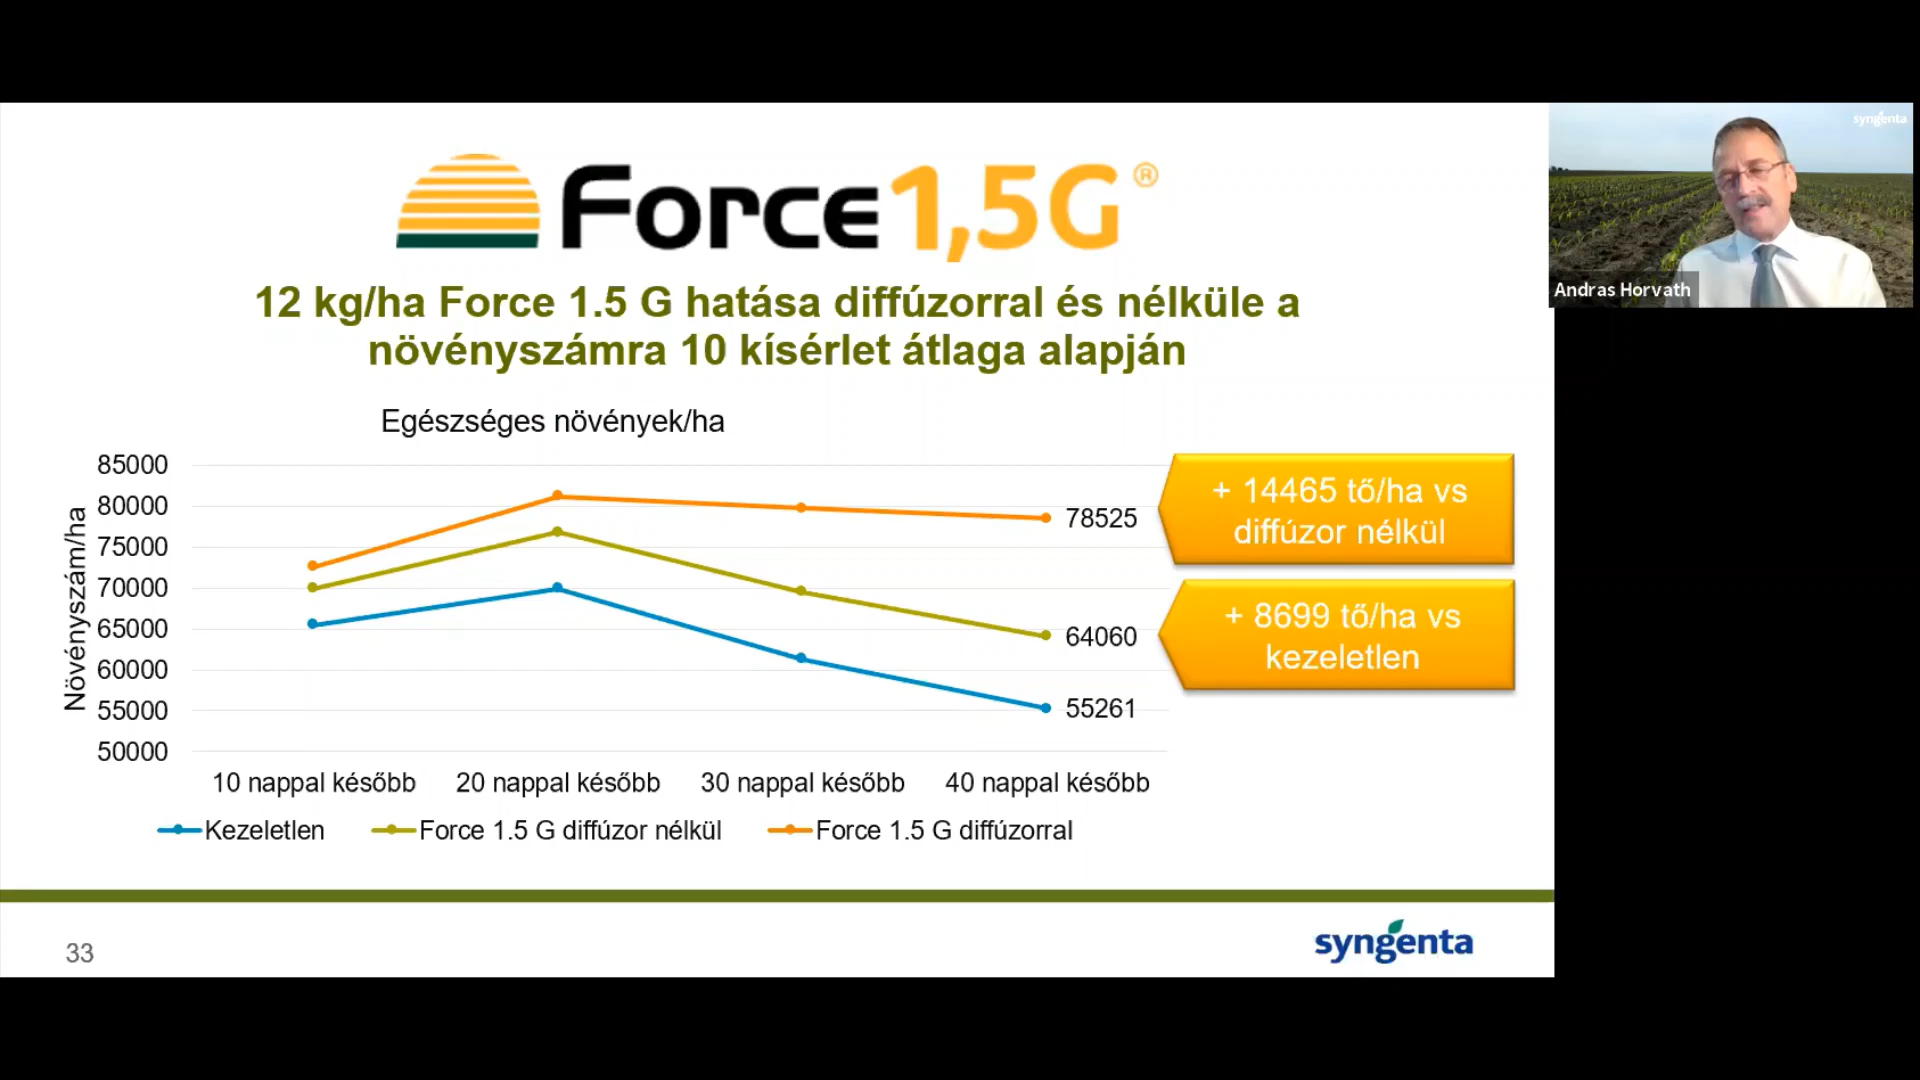 Force 1,5G®
12 kg/ha Force 1.5 G hatása diffúzorral és nélküle a
növényszámra 10 kísérlet átlaga alapján
Egészséges növények/ha
Növényszám/ha
85000
80000
75000
70000
65000
60000
55000
50000
78525
64060
55261
+ 14465 tő/ha vs
diffúzor nélkül
+ 8699 tő/ha vs
kezeletlen
10 nappal később 20 nappal később 30 nappal később 40 nappal később
Kezeletlen Force 1.5 G diffúzor nélkül Force 1.5 G diffúzorral
33
syngenta
syngenta
Andras Horvath